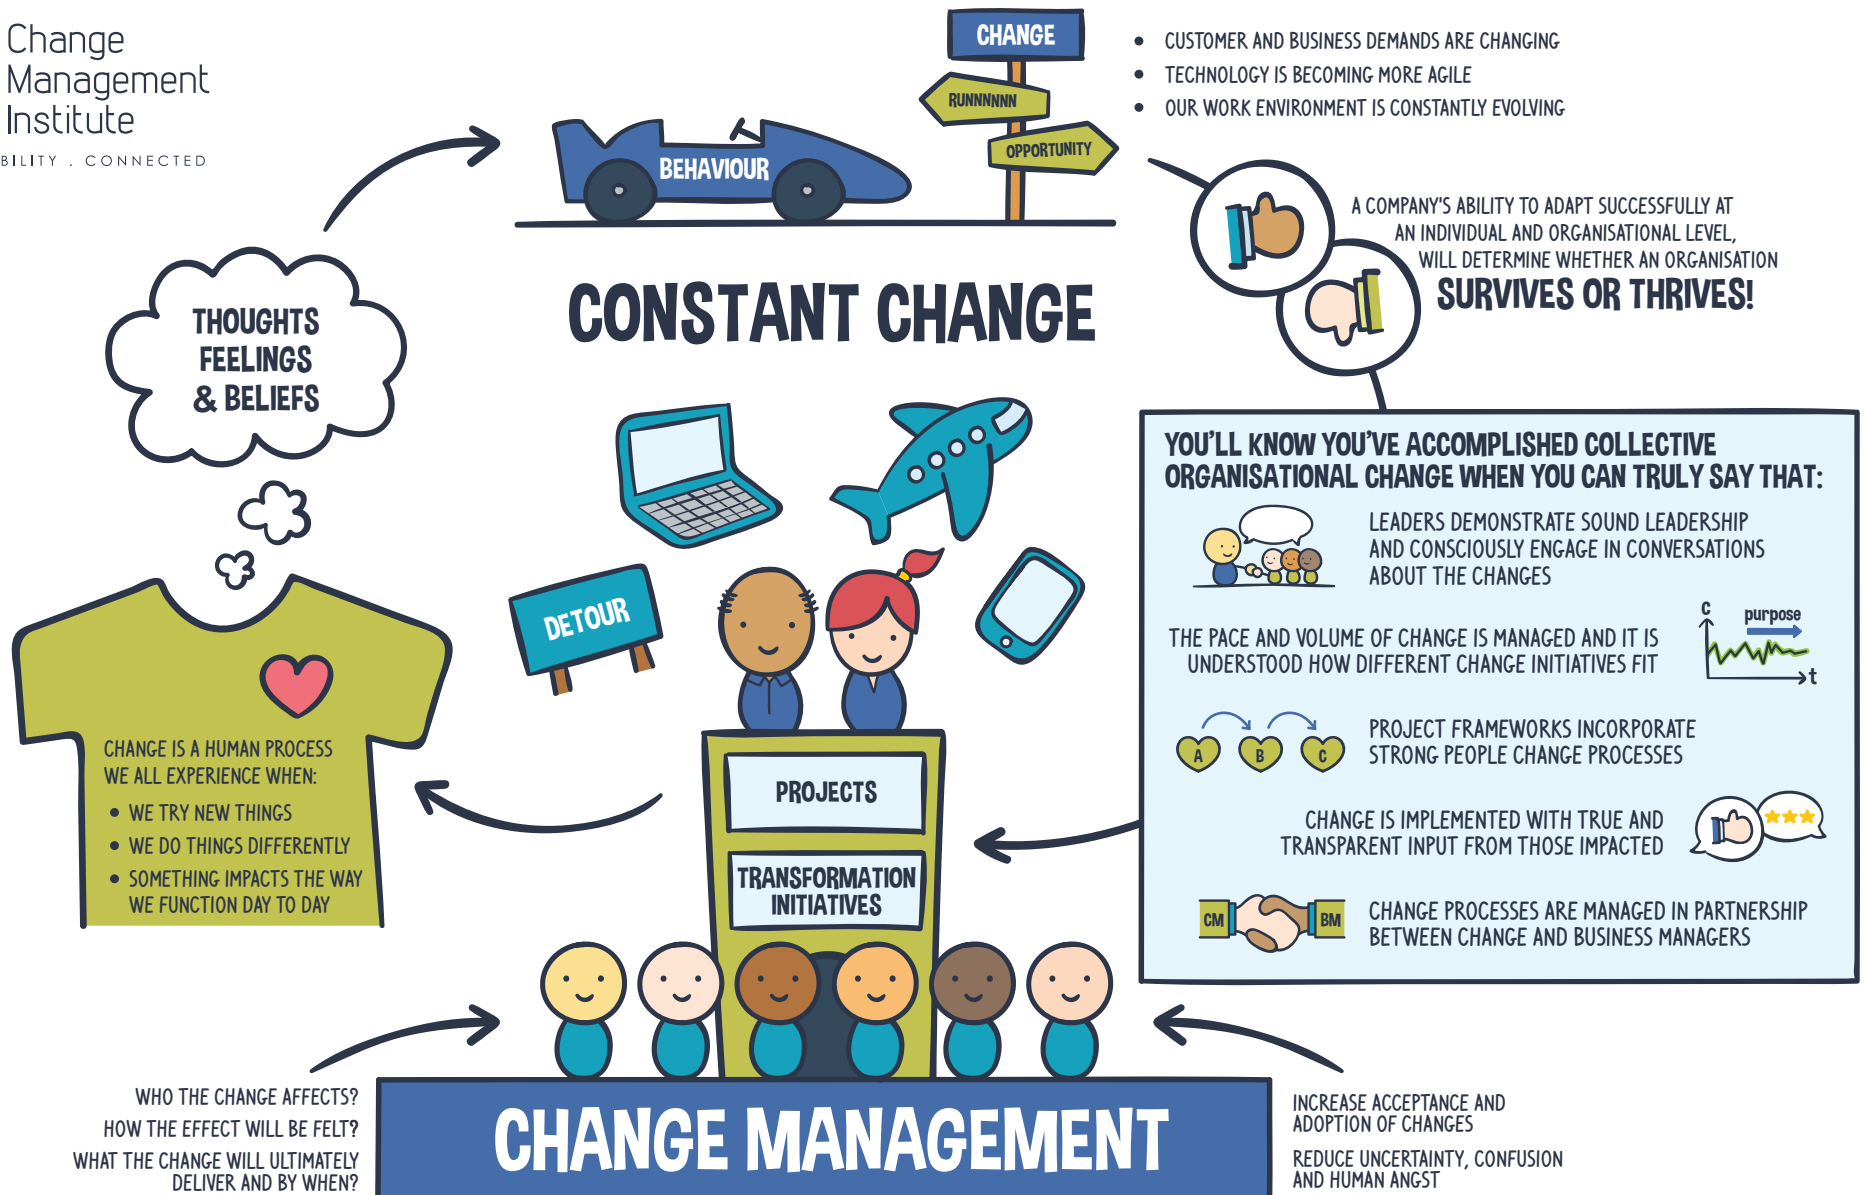 Change
Management
Institute
BILITY . CONNECTED
CHANGE
RUNNNNNN
OPPORTUNITY
BEHAVIOUR
• CUSTOMER AND BUSINESS DEMANDS ARE CHANGING
• TECHNOLOGY IS BECOMING MORE AGILE
• OUR WORK ENVIRONMENT IS CONSTANTLY EVOLVING
A COMPANY'S ABILITY TO ADAPT SUCCESSFULLY AT
AN INDIVIDUAL AND ORGANISATIONAL LEVEL,
WILL DETERMINE WHETHER AN ORGANISATION
SURVIVES OR THRIVES!
CONSTANT CHANGE
THOUGHTS
FEELINGS
& BELIEFS
DETOUR
CHANGE IS A HUMAN PROCESS
WE ALL EXPERIENCE WHEN:
• WE TRY NEW THINGS
• WE DO THINGS DIFFERENTLY
• SOMETHING IMPACTS THE WAY
WE FUNCTION DAY TO DAY
PROJECTS
TRANSFORMATION
INITIATIVES
YOU'LL KNOW YOU'VE ACCOMPLISHED COLLECTIVE
ORGANISATIONAL CHANGE WHEN YOU CAN TRULY SAY THAT:
LEADERS DEMONSTRATE SOUND LEADERSHIP
AND CONSCIOUSLY ENGAGE IN CONVERSATIONS
ABOUT THE CHANGES
THE PACE AND VOLUME OF CHANGE IS MANAGED AND IT IS
UNDERSTOOD HOW DIFFERENT CHANGE INITIATIVES FIT
C
purpose
t
A B C
PROJECT FRAMEWORKS INCORPORATE
STRONG PEOPLE CHANGE PROCESSES
CHANGE IS IMPLEMENTED WITH TRUE AND
TRANSPARENT INPUT FROM THOSE IMPACTED
CM BM
CHANGE PROCESSES ARE MANAGED IN PARTNERSHIP
BETWEEN CHANGE AND BUSINESS MANAGERS
WHO THE CHANGE AFFECTS?
HOW THE EFFECT WILL BE FELT?
WHAT THE CHANGE WILL ULTIMATELY
DELIVER AND BY WHEN?
CHANGE MANAGEMENT
INCREASE ACCEPTANCE AND
ADOPTION OF CHANGES
REDUCE UNCERTAINTY, CONFUSION
AND HUMAN ANGST